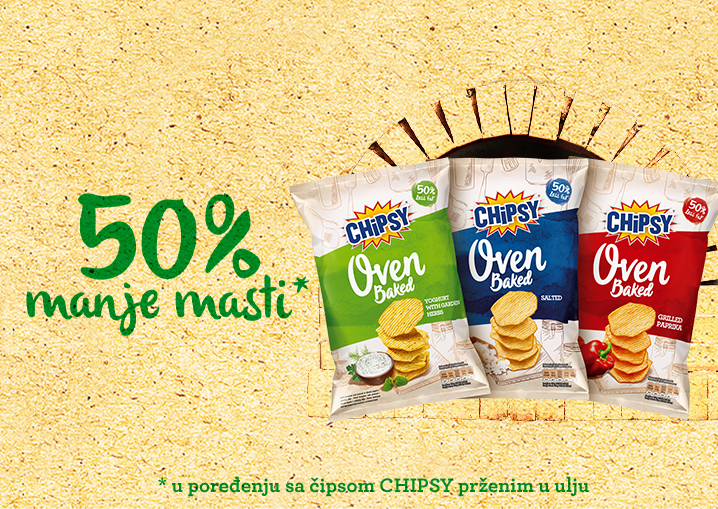 50%
manje masti*
50%
less fat*
CHiPSY
Oven
Baked
YOGHURT
WITH GARDEN
HERBS
50%
less fat*
CHiPSY
Oven
Baked
SALTED
50%
less fat*
CHiPSY
Oven
Baked
GRILLED
PAPRIKA
* u poređenju sa čipsom CHIPSY prženim u ulju